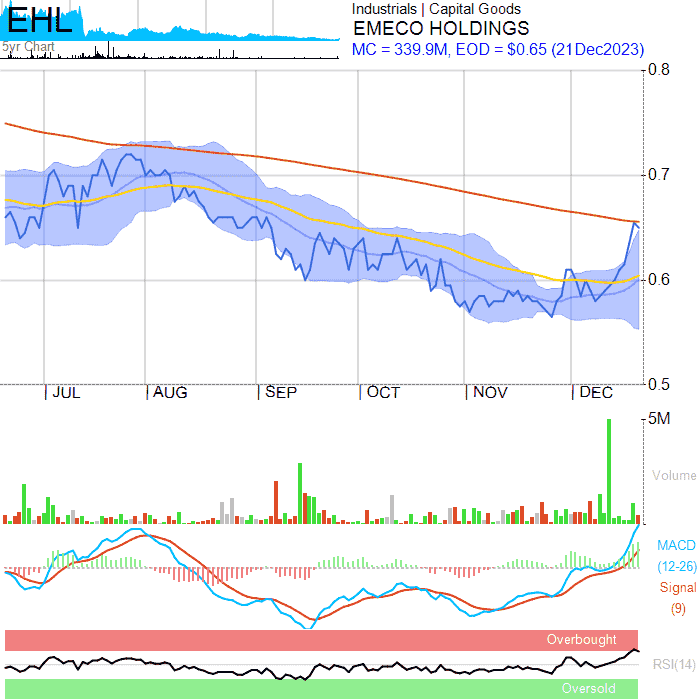 EHL
5yr Chart
Industrials | Capital Goods
EMECO HOLDINGS
MC = 339.9M, EOD = $0.65 (21Dec2023)
0.8
0.7
0.6
0.5
JUL AUG SEP OCT NOV DEC
5M
Volume
MACD
(12-26)
Signal
(9)
Overbought
RSI(14)
Oversold